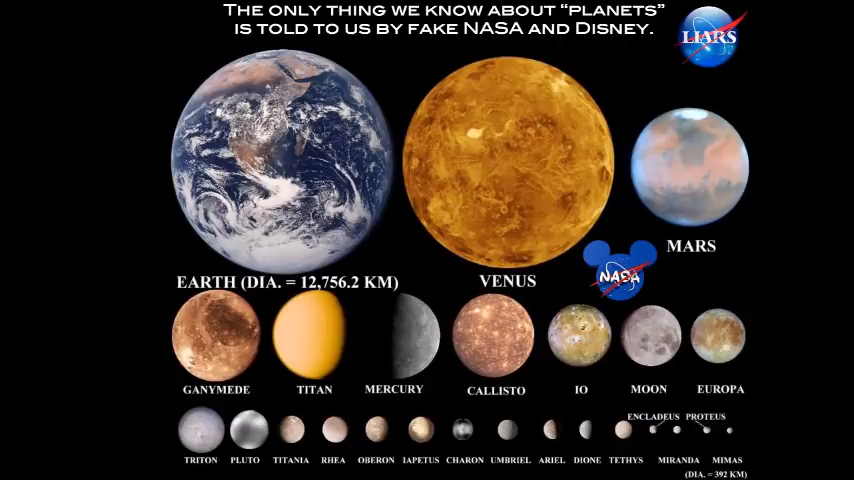 THE ONLY THING WE KNOW ABOUT “PLANETS”
IS TOLD TO US BY FAKE NASA AND DISNEY.
LIARS
MARS
EARTH (DIA. = 12,756.2 KM)
VENUS
NASA
GANYMEDE TITAN MERCURY CALLISTO IO MOON EUROPA
ENCLADEUS PROTEUS
TRITON PLUTO TITANIA RHEA OBERON IAPETUS CHARON UMBRIEL ARIEL DIONE TETHYS MIRANDA MIMAS
(DIA. = 392 KM)